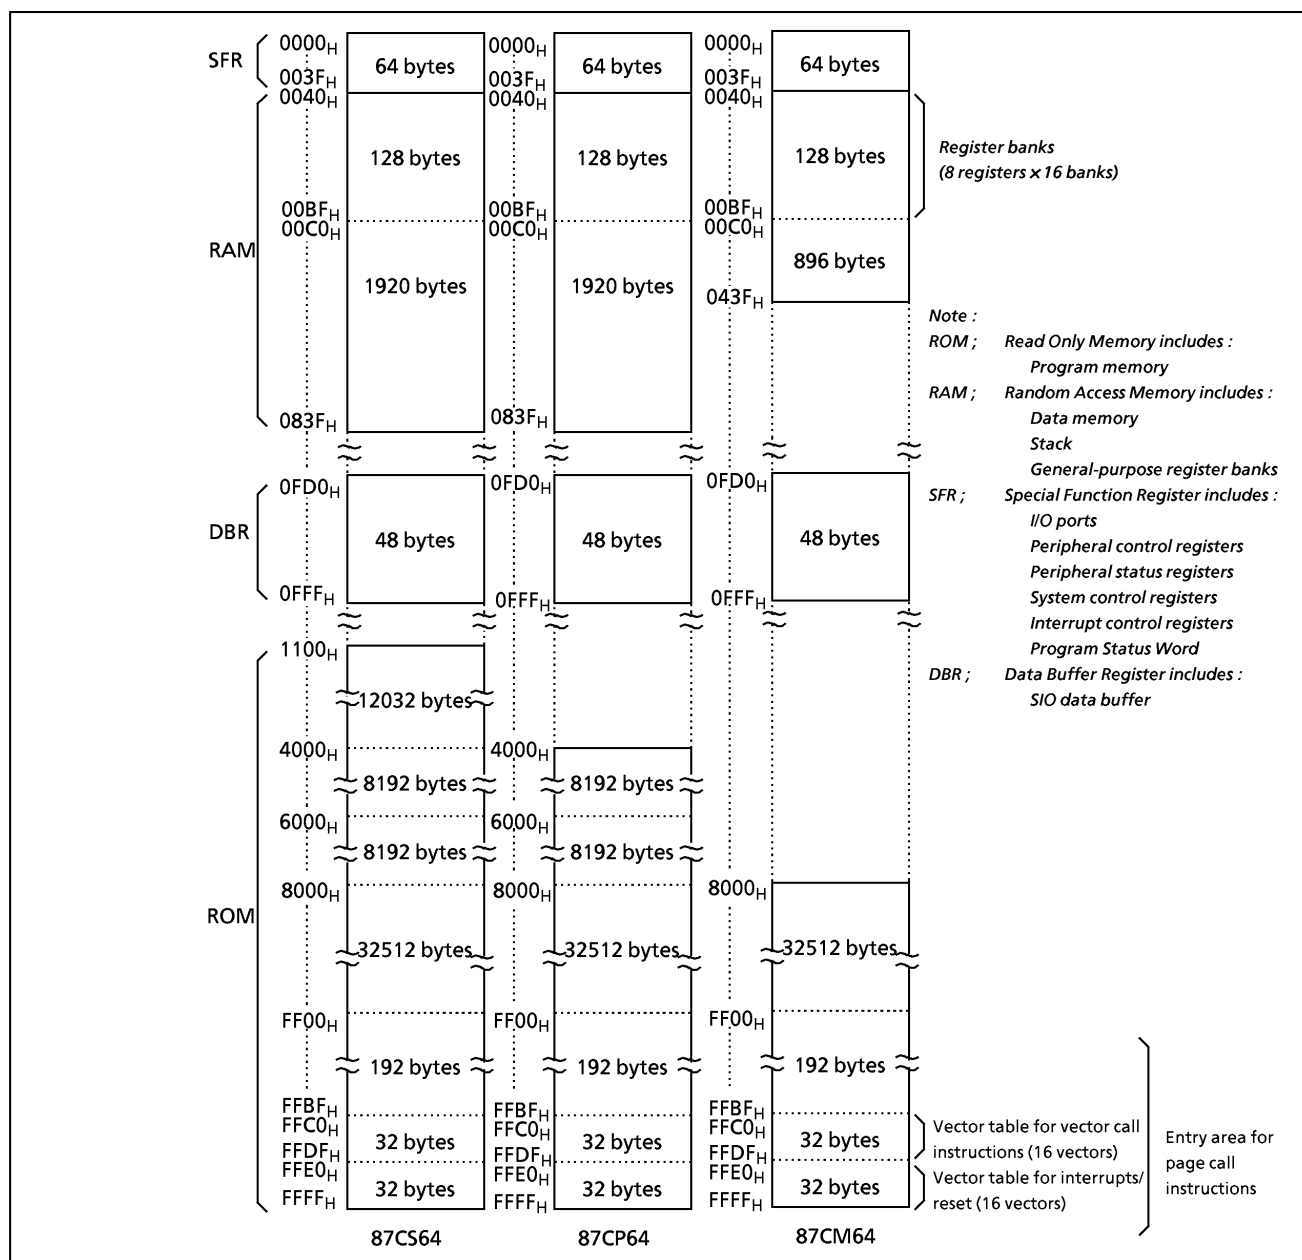 SFR
0000H
64 bytes
0000H
64 bytes
0000H
64 bytes
003FH
003FH
003FH
0040H
0040H
0040H
128 bytes
128 bytes
128 bytes
Register banks
(8 registers × 16 banks)
00BFH
00BFH
00BFH
00C0H
00C0H
00C0H
RAM
1920 bytes
1920 bytes
896 bytes
043FH
083FH
083FH
Note :
ROM ; Read Only Memory includes :
Program memory
RAM ; Random Access Memory includes :
Data memory
Stack
General-purpose register banks
SFR ; Special Function Register includes :
I/O ports
Peripheral control registers
Peripheral status registers
System control registers
Interrupt control registers
Program Status Word
DBR ; Data Buffer Register includes :
SIO data buffer
0FD0H
0FD0H
0FD0H
DBR
48 bytes
48 bytes
48 bytes
0FFFH
0FFFH
0FFFH
1100H
12032 bytes
4000H
4000H
8192 bytes
8192 bytes
6000H
6000H
8192 bytes
8192 bytes
8000H
8000H
8000H
ROM
32512 bytes
32512 bytes
32512 bytes
FF00H
FF00H
FF00H
192 bytes
192 bytes
192 bytes
FFBFH
FFBFH
FFBFH
FFC0H
FFC0H
FFC0H
32 bytes
32 bytes
32 bytes
Vector table for vector call
instructions (16 vectors)
FFDFH
FFDFH
FFDFH
FFE0H
FFE0H
FFE0H
32 bytes
32 bytes
32 bytes
Vector table for interrupts/
reset (16 vectors)
FFFFH
FFFFH
FFFFH
Entry area for
page call
instructions
87CS64
87CP64
87CM64